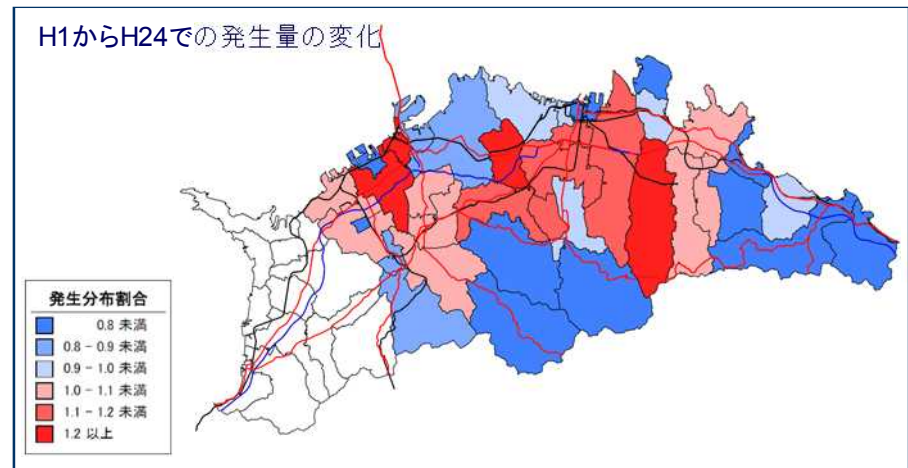 H1からH24での発生量の変化
発生分布割合
0.8 未満
0.8 - 0.9 未満
0.9 - 1.0 未満
1.0 - 1.1 未満
1.1 - 1.2 未満
1.2 以上